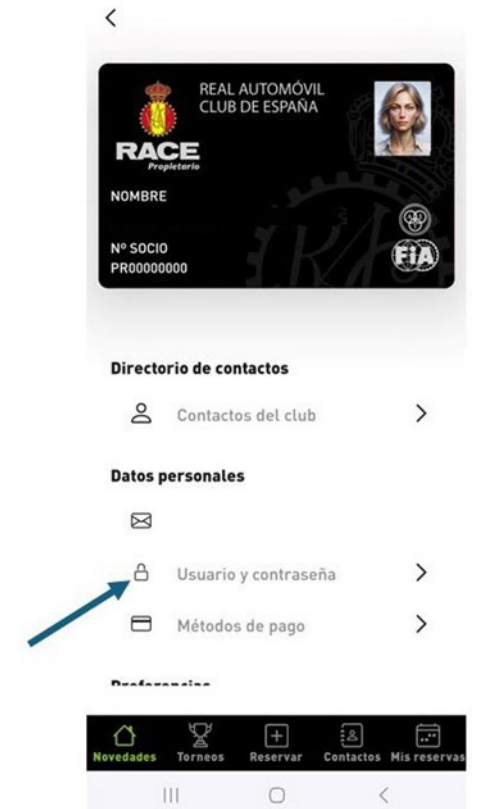 REAL AUTOMÓVIL
CLUB DE ESPAÑA
RACE
Propietario
NOMBRE
Nº SOCIO
PR00000000
FiA
Directorio de contactos
Contactos del club
Datos personales
Usuario y contraseña
Métodos de pago
Preferencias
Novedades Torneos Reservar Contactos Mis reservas